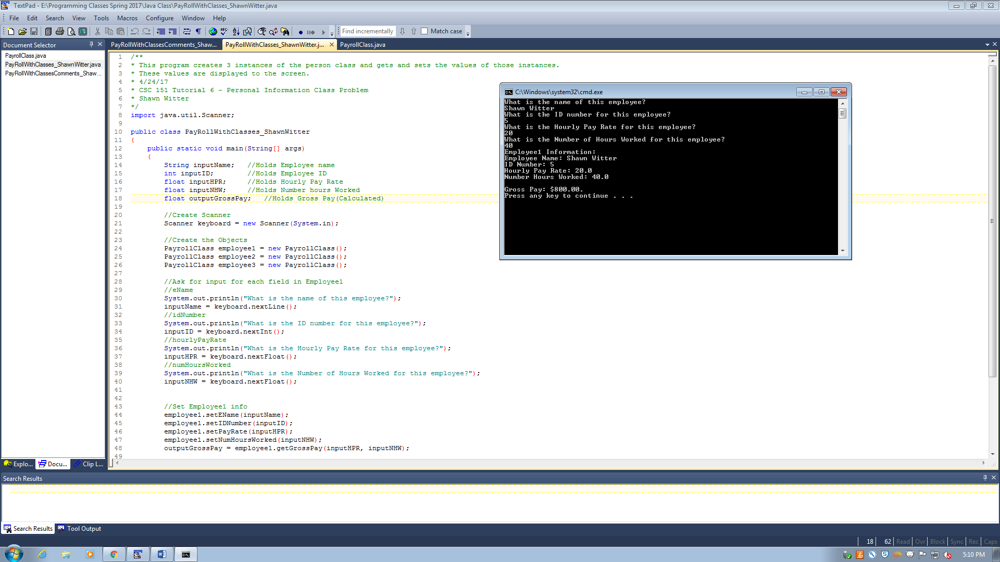 TextPad - E:\Programming Classes Spring 2017\Java Class\PayRollWithClasses_ShawnWitter.java
File Edit Search View Tools Macros Configure Window Help
Find incrementally Match case
Document Selector
PayrollClass.java
PayRollWithClasses_ShawnWitter.java
PayRollWithClassesComments_Shaw...
Explo... Docu... Clip L...
PayRollWithClassesComments_Shaw... PayRollWithClasses_ShawnWitter.j... PayrollClass.java
1 /**
2 * This program creates 3 instances of the person class and gets and sets the values of those instances.
3 * These values are displayed to the screen.
4 * 4/24/17
5 * CSC 151 Tutorial 6 - Personal Information Class Problem
6 * Shawn Witter
7 */
8 import java.util.Scanner;
9
10 public class PayRollWithClasses_ShawnWitter
11 {
12 public static void main(String[] args)
13 {
14 String inputName; //Holds Employee name
15 int inputID; //Holds Employee ID
16 float inputHPR; //Holds Hourly Pay Rate
17 float inputNHW; //Holds Number hours Worked
18 float outputGrossPay; //Holds Gross Pay(Calculated)
19
20 //Create Scanner
21 Scanner keyboard = new Scanner(System.in);
22
23 //Create the Objects
24 PayrollClass employee1 = new PayrollClass();
25 PayrollClass employee2 = new PayrollClass();
26 PayrollClass employee3 = new PayrollClass();
27
28 //Ask for input for each field in Employee1
29 //eName
30 System.out.println("What is the name of this employee?");
31 inputName = keyboard.nextLine();
32 //idNumber
33 System.out.println("What is the ID number for this employee?");
34 inputID = keyboard.nextInt();
35 //hourlyPayRate
36 System.out.println("What is the Hourly Pay Rate for this employee?");
37 inputHPR = keyboard.nextFloat();
38 //numHoursWorked
39 System.out.println("What is the Number of Hours Worked for this employee?");
40 inputNHW = keyboard.nextFloat();
41
42
43 //Set Employee1 info
44 employee1.setEName(inputName);
45 employee1.setIDNumber(inputID);
46 employee1.setPayRate(inputHPR);
47 employee1.setNumHoursWorked(inputNHW);
48 outputGrossPay = employee1.getGrossPay(inputHPR, inputNHW);
49
C:\Windows\system32\cmd.exe
What is the name of this employee?
Shawn Witter
What is the ID number for this employee?
5
What is the Hourly Pay Rate for this employee?
20
What is the Number of Hours Worked for this employee?
40
Employee1 Information:
Employee Name: Shawn Witter
ID Number: 5
Hourly Pay Rate: 20.0
Number Hours Worked: 40.0
Gross Pay: $800.00.
Press any key to continue . . .
Search Results
Search Results Tool Output
18 62 Read Ovr Block Sync Rec Caps
5:10 PM